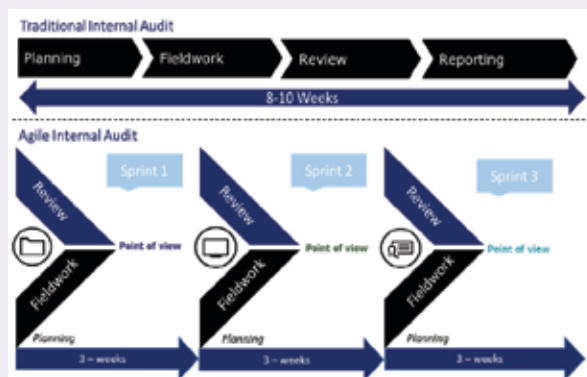 Traditional Internal Audit
Planning
Fieldwork
Review
Reporting
8-10 Weeks
Agile Internal Audit
Sprint 1
Review
Point of view
Fieldwork
Planning
3 – weeks
Sprint 2
Review
Point of view
Fieldwork
Planning
3 – weeks
Sprint 3
Review
Point of view
Fieldwork
Planning
3 – weeks